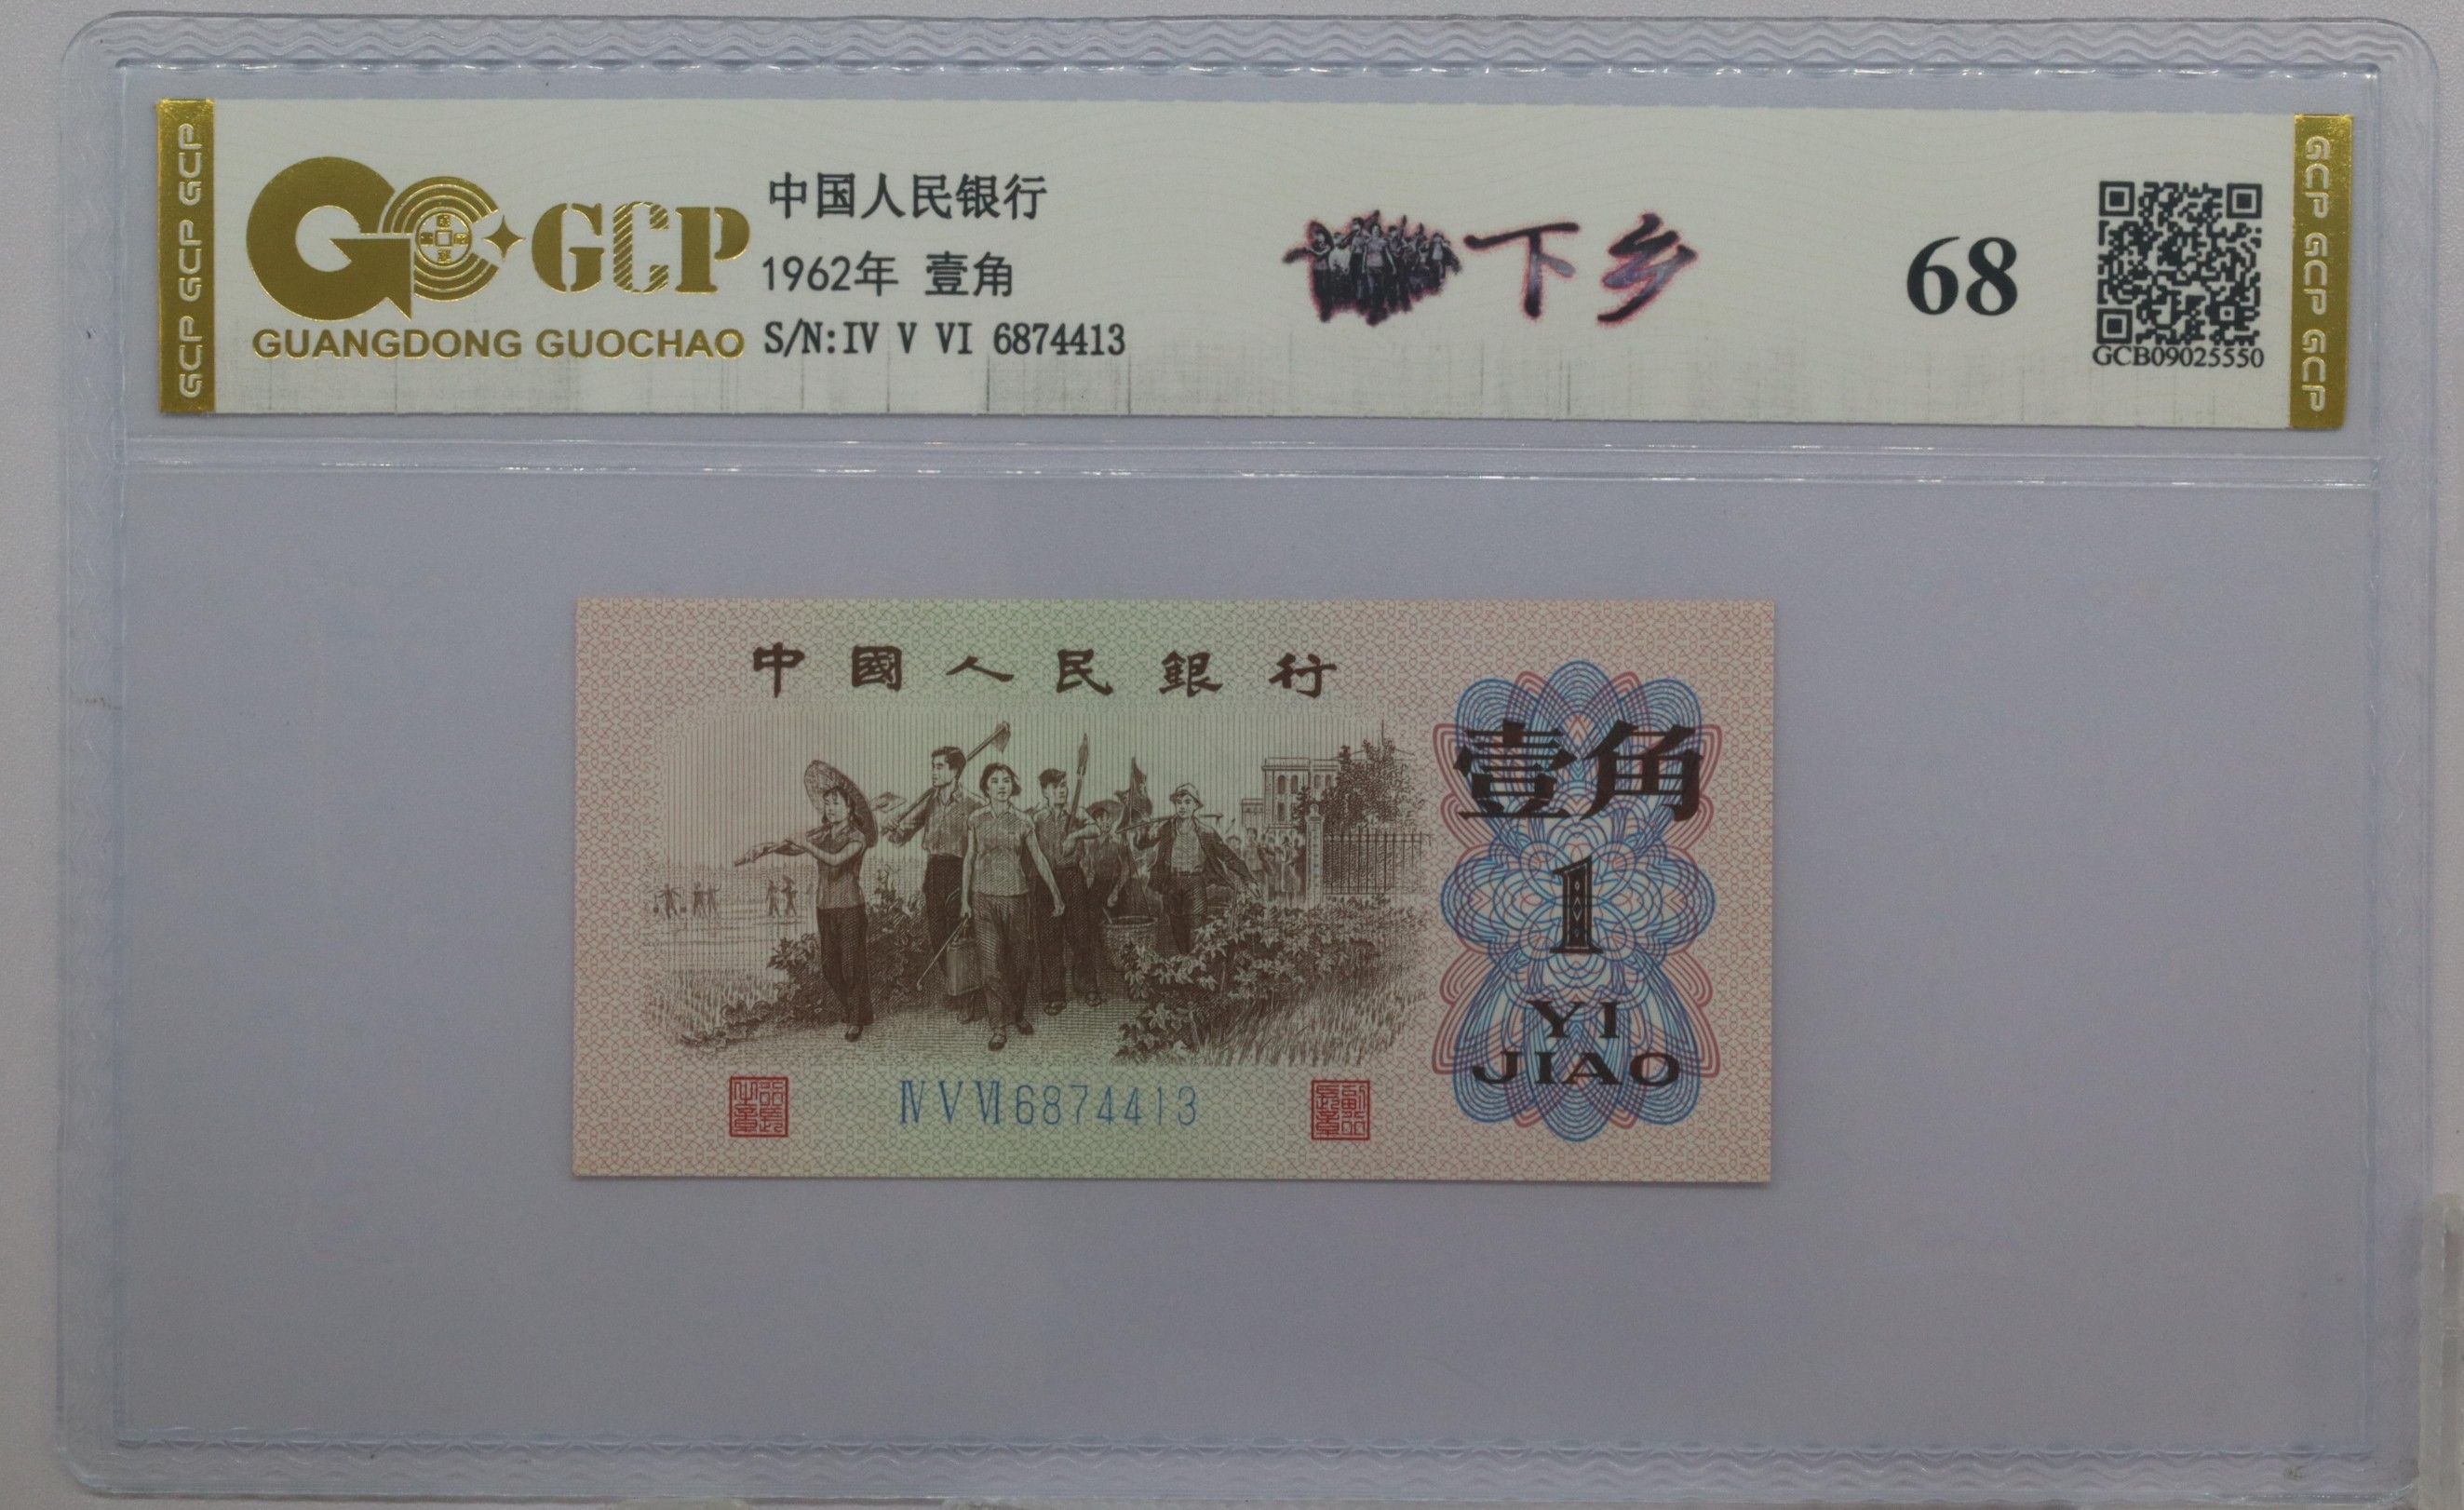 GCP GCP GCP
GCP
GUANGDONG GUOCHAO
中国人民银行
1962年 壹角
S/N:IV V VI 6874413
下乡
68
GCB09025550
GCP GCP GCP
中國人民銀行
壹角
1
YI
JIAO
ⅣⅤⅥ6874413